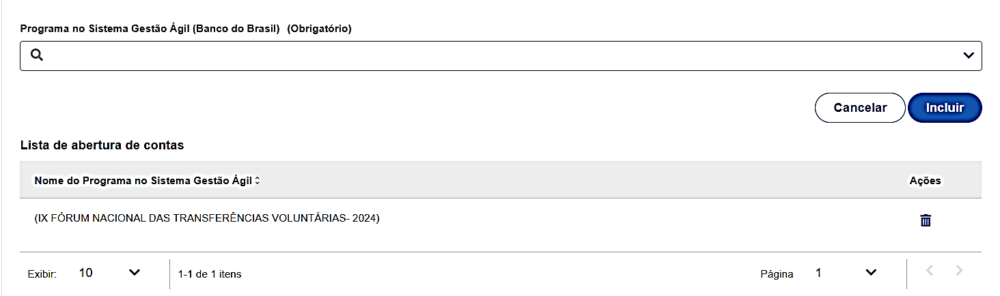 Programa no Sistema Gestão Ágil (Banco do Brasil) (Obrigatório)
Cancelar Incluir
Lista de abertura de contas
Nome do Programa no Sistema Gestão Ágil Ações
(IX FÓRUM NACIONAL DAS TRANSFERÊNCIAS VOLUNTÁRIAS- 2024)
Exibir: 10 1-1 de 1 itens Página 1